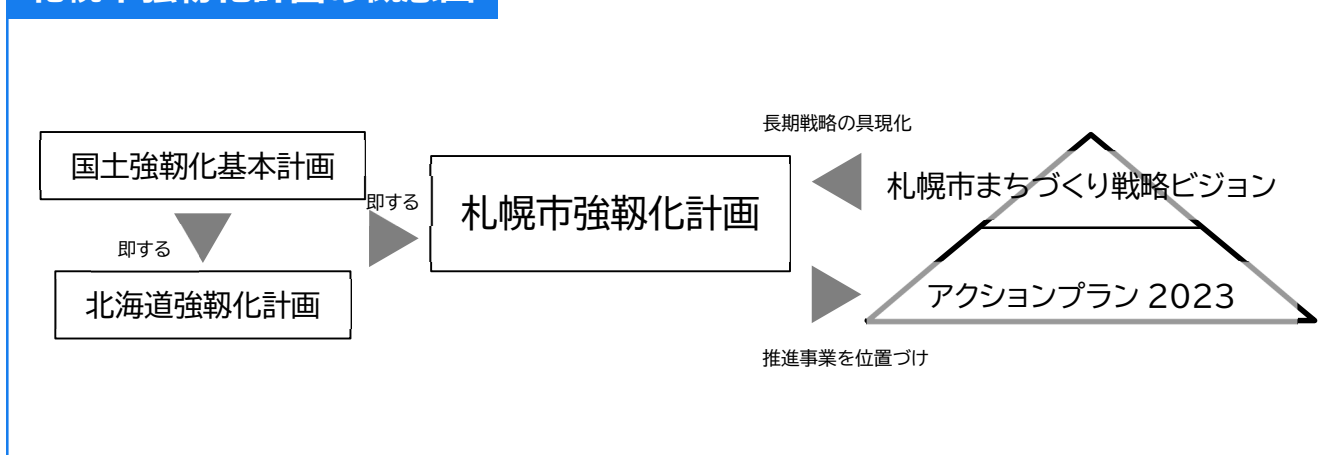 国土強靱化基本計画
即する
北海道強靱化計画
即する
札幌市強靱化計画
長期戦略の具現化
札幌市まちづくり戦略ビジョン
アクションプラン 2023
推進事業を位置づけ